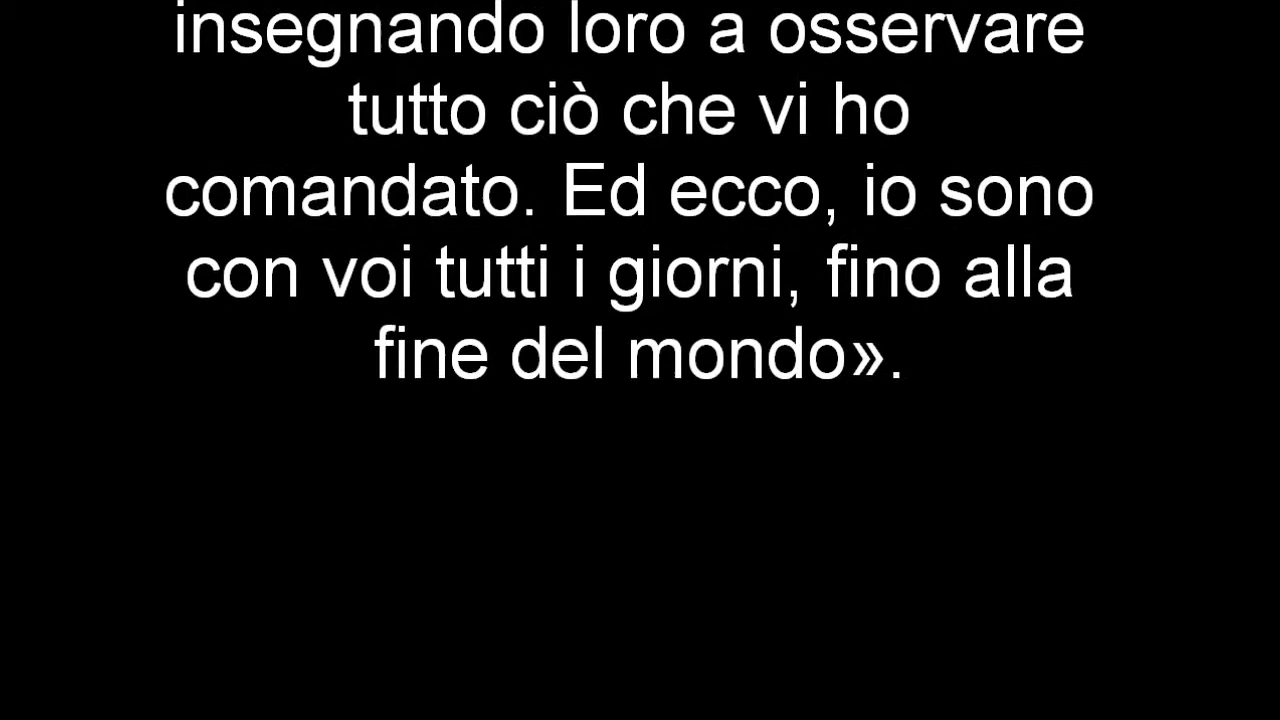 insegnando loro a osservare
tutto ciò che vi ho
comandato. Ed ecco, io sono
con voi tutti i giorni, fino alla
fine del mondo».